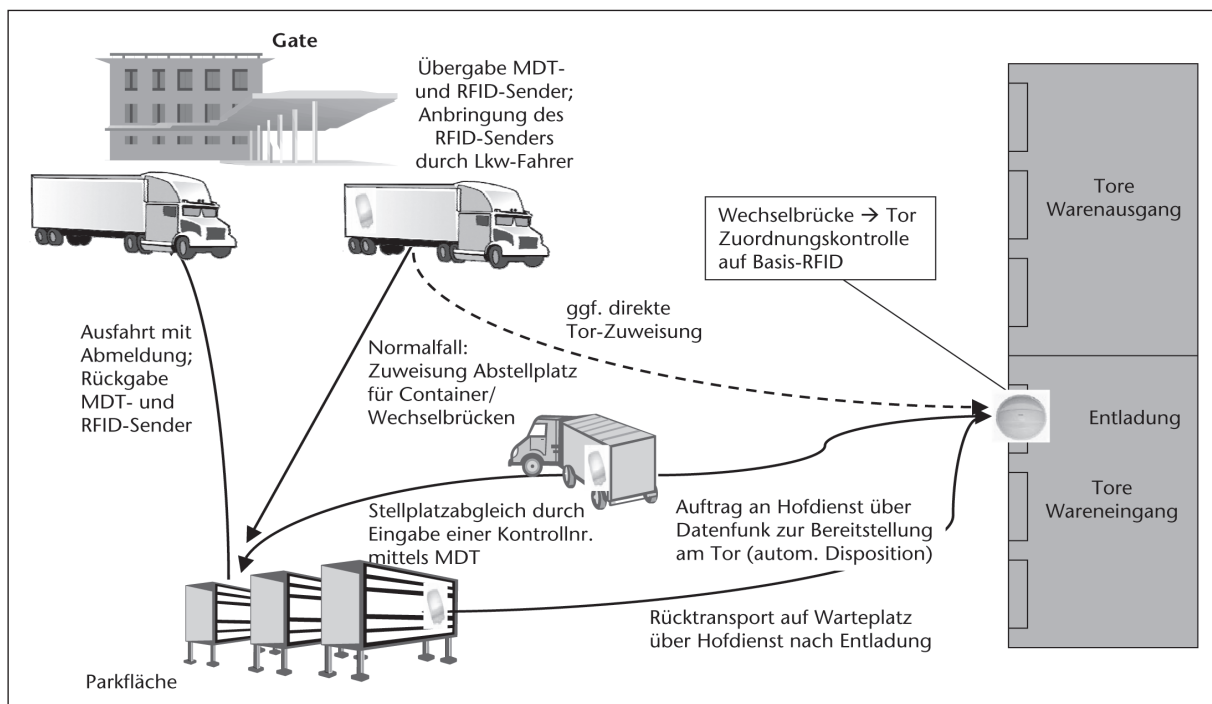 Gate
Übergabe MDT-
und RFID-Sender;
Anbringung des
RFID-Senders
durch Lkw-Fahrer
Tore
Warenausgang
Wechselbrücke → Tor
Zuordnungskontrolle
auf Basis-RFID
ggf. direkte
Tor-Zuweisung
Ausfahrt mit
Abmeldung;
Rückgabe
MDT- und
RFID-Sender
Normalfall:
Zuweisung Abstellplatz
für Container/
Wechselbrücken
Entladung
Tore
Wareneingang
Stellplatzabgleich durch
Eingabe einer Kontrollnr.
mittels MDT
Auftrag an Hofdienst über
Datenfunk zur Bereitstellung
am Tor (autom. Disposition)
Rücktransport auf Warteplatz
über Hofdienst nach Entladung
Parkfläche